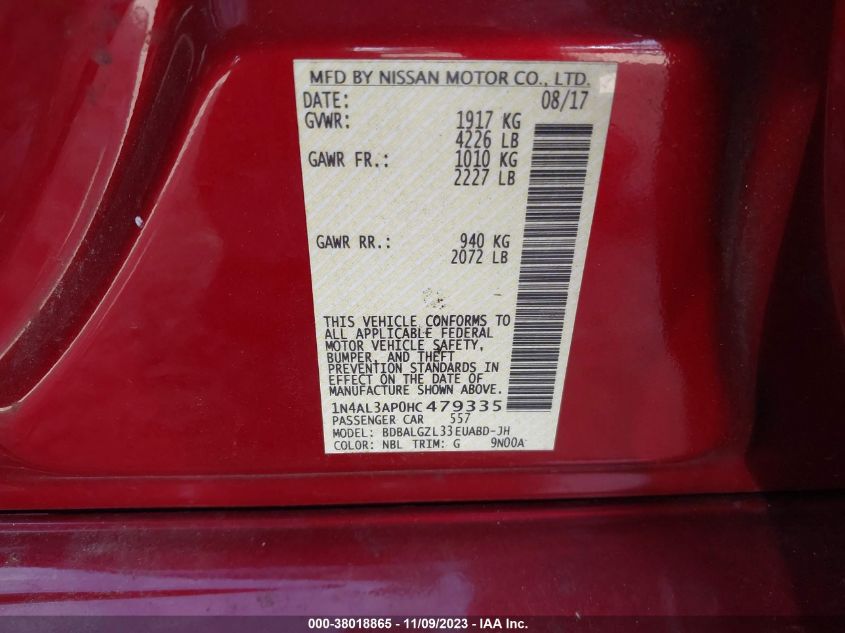 MFD BY NISSAN MOTOR CO., LTD.
DATE: 08/17
GVWR: 1917 KG
4226 LB
GAWR FR.: 1010 KG
2227 LB
GAWR RR.: 940 KG
2072 LB
THIS VEHICLE CONFORMS TO
ALL APPLICABLE FEDERAL
MOTOR VEHICLE SAFETY,
BUMPER, AND THEFT
PREVENTION STANDARDS IN
EFFECT ON THE DATE OF
MANUFACTURE SHOWN ABOVE.
1N4AL3AP0HC479335
PASSENGER CAR 557
MODEL: BDBALGZL33EUABD-JH
COLOR: NBL TRIM: G 9N00A
000-38018865 - 11/09/2023 - IAA Inc.